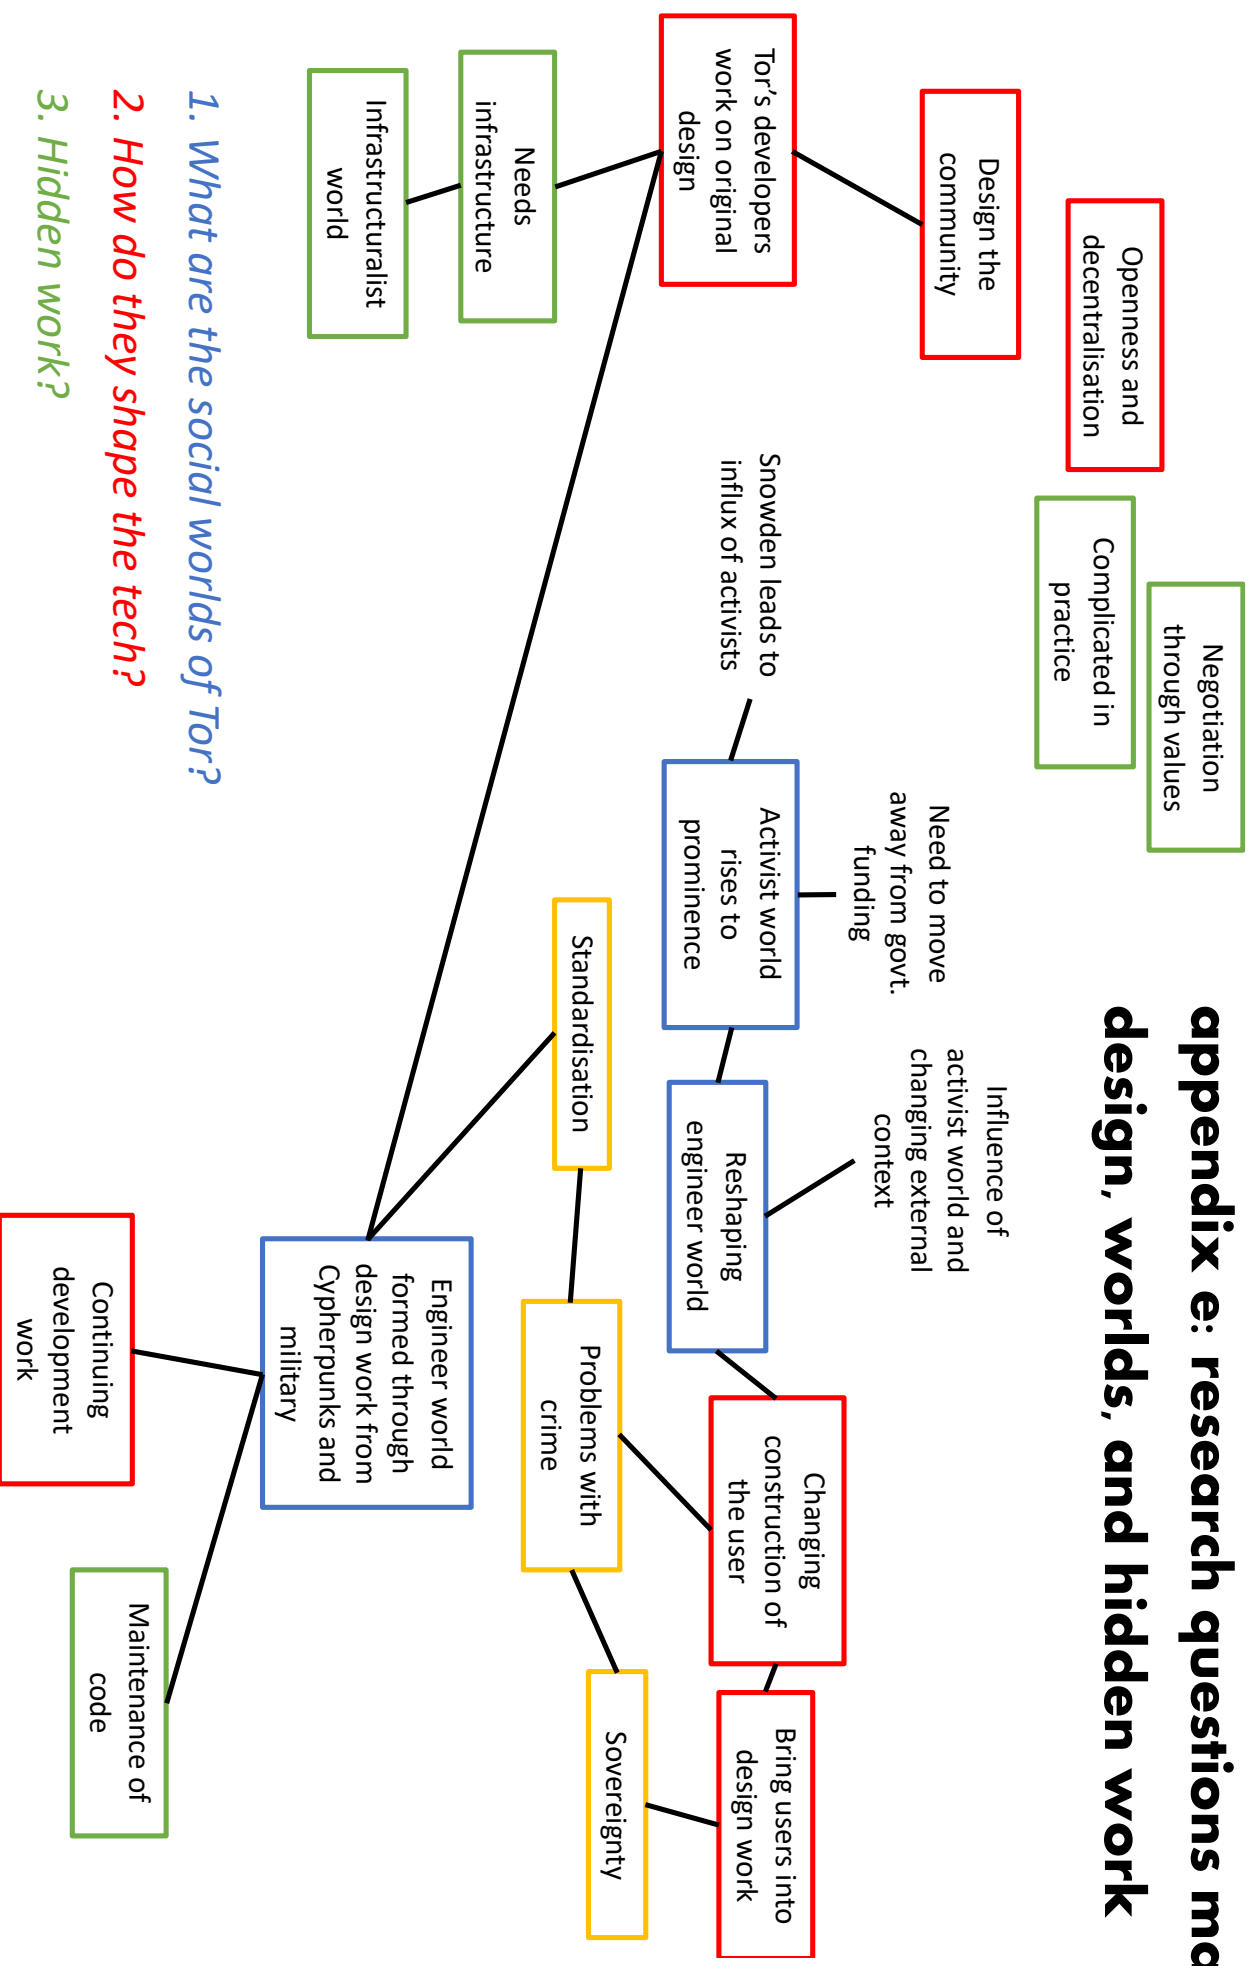 appendix e: research questions ma
design, worlds, and hidden work
Negotiation
through values
Openness and
decentralisation
Complicated in
practice
Design the
community
Influence of
activist world and
changing external
context
Need to move
away from govt.
funding
Tor's developers
work on original
design
Snowden leads to
influx of activists
Activist world
rises to
prominence
Reshaping
engineer world
Changing
construction of
the user
Bring users into
design work
Needs
infrastructure
Standardisation
Problems with
crime
Sovereignty
Infrastructuralist
world
Engineer world
formed through
design work from
Cypherpunks and
military
Continuing
development
work
Maintenance of
code
1. What are the social worlds of Tor?
2. How do they shape the tech?
3. Hidden work?